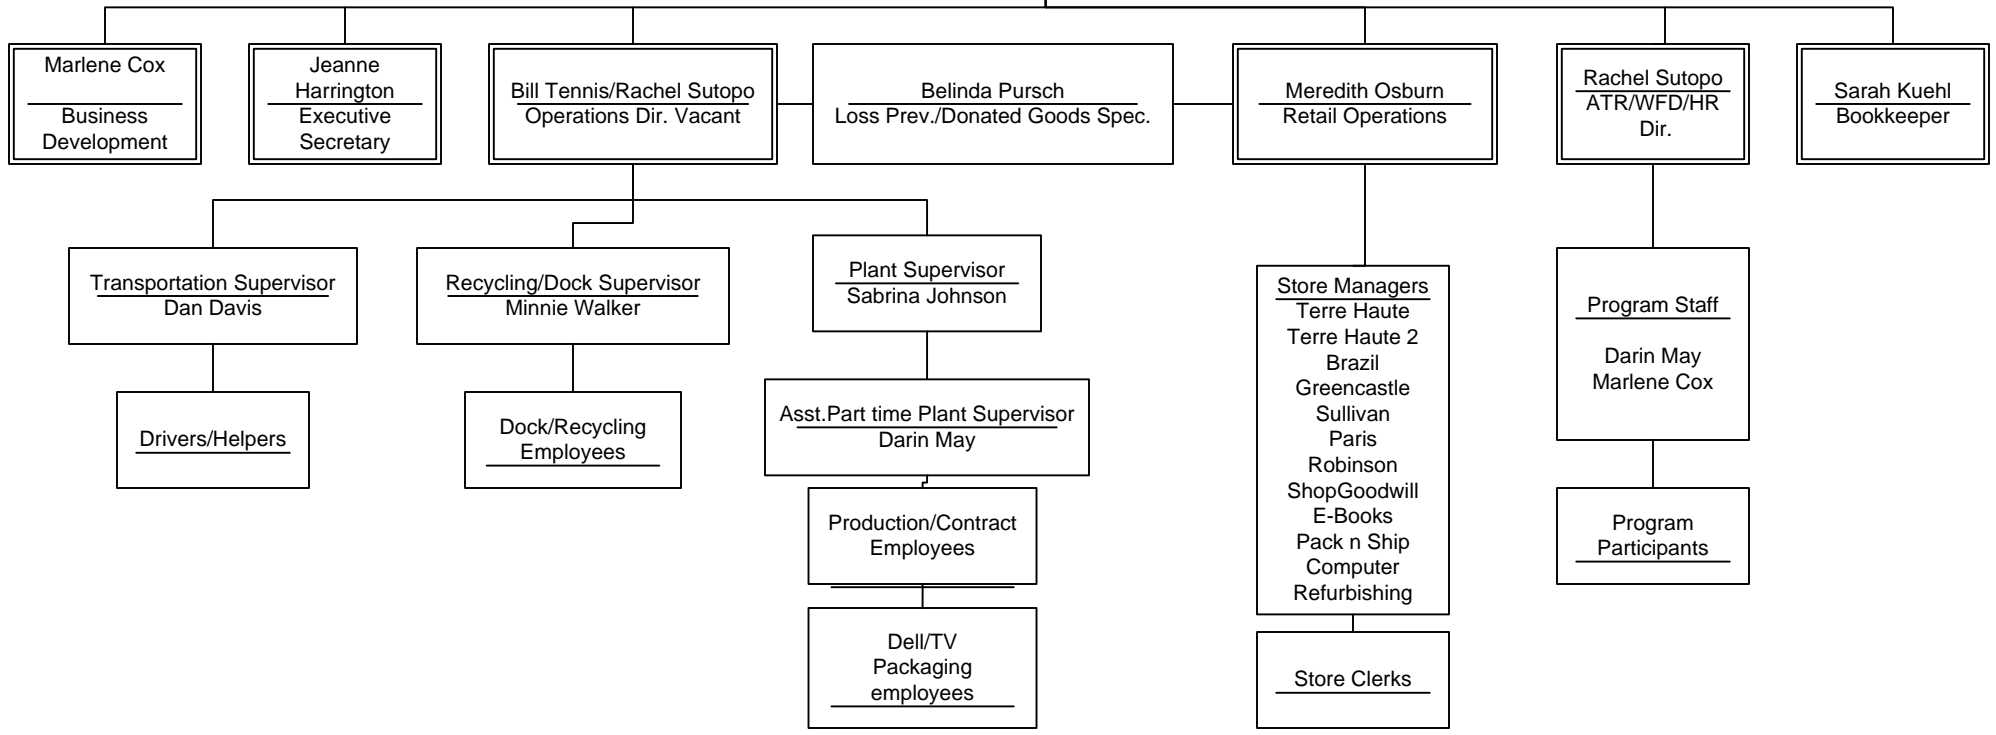 Marlene Cox
Business
Development
Jeanne
Harrington
Executive
Secretary
Bill Tennis/Rachel Sutopo
Operations Dir. Vacant
Belinda Pursch
Loss Prev./Donated Goods Spec.
Meredith Osburn
Retail Operations
Rachel Sutopo
ATR/WFD/HR
Dir.
Sarah Kuehl
Bookkeeper
Transportation Supervisor
Dan Davis
Recycling/Dock Supervisor
Minnie Walker
Plant Supervisor
Sabrina Johnson
Store Managers
Terre Haute
Terre Haute 2
Brazil
Greencastle
Sullivan
Paris
Robinson
ShopGoodwill
E-Books
Pack n Ship
Computer
Refurbishing
Program Staff
Darin May
Marlene Cox
Drivers/Helpers
Dock/Recycling
Employees
Asst.Part time Plant Supervisor
Darin May
Production/Contract
Employees
Program
Participants
Dell/TV
Packaging
employees
Store Clerks